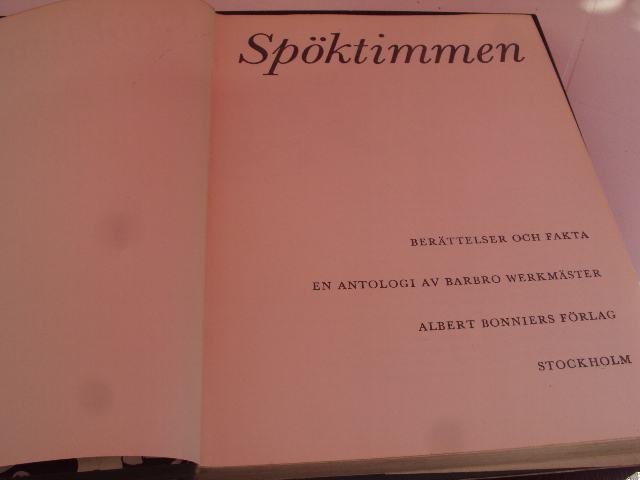 Spöktimmen
BERÄTTELSER OCH FAKTA
EN ANTOLOGI AV BARBRO WERKMÄSTER
ALBERT BONNIERS FÖRLAG
STOCKHOLM